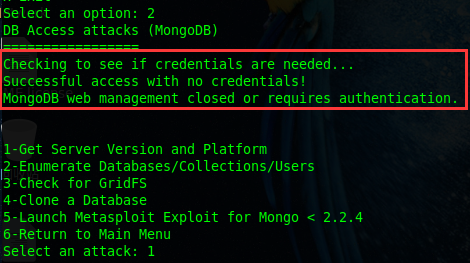 Select an option: 2
DB Access attacks (MongoDB)
=================
Checking to see if credentials are needed...
Successful access with no credentials!
MongoDB web management closed or requires authentication.
1-Get Server Version and Platform
2-Enumerate Databases/Collections/Users
3-Check for GridFS
4-Clone a Database
5-Launch Metasploit Exploit for Mongo < 2.2.4
6-Return to Main Menu
Select an attack: 1